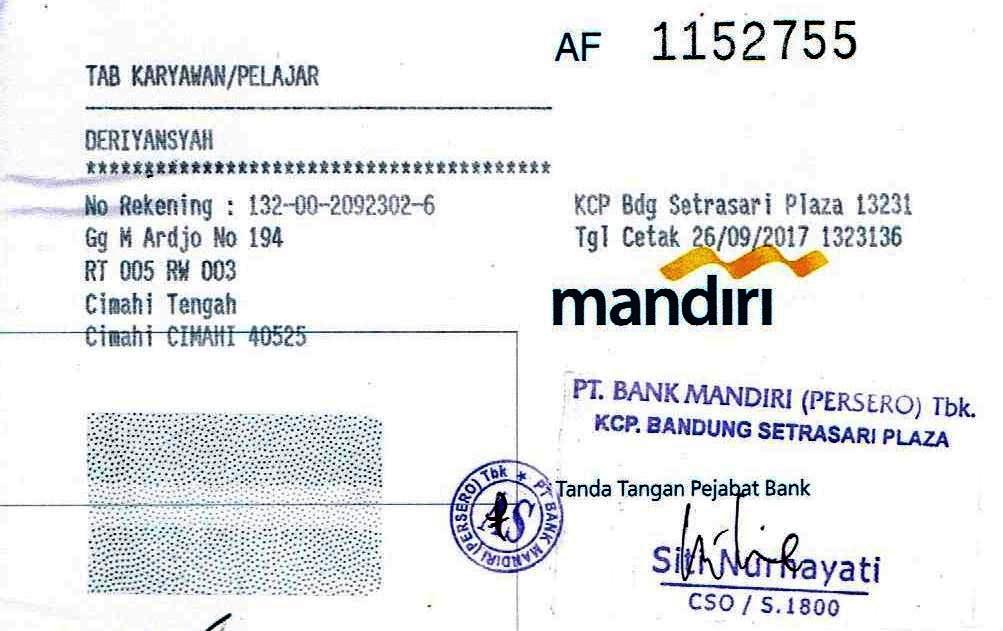 AF 1152755
TAB KARYAWAN/PELAJAR
DERIYANSYAH
****************************************
No Rekening : 132-00-2092302-6
Gg M Ardjo No 194
RT 005 RW 003
Cimahi Tengah
Cimahi CIMAHI 40525
KCP Bdg Setrasari Plaza 13231
Tgl Cetak 26/09/2017 1323136
mandırı
PT. BANK MANDIRI (PERSERO) Tbk.
KCP. BANDUNG SETRASARI PLAZA
Tanda Tangan Pejabat Bank
PT BANK MANDIRI (PERSERO) Tbk *
Siti Nurhayati
CSO / S.1800